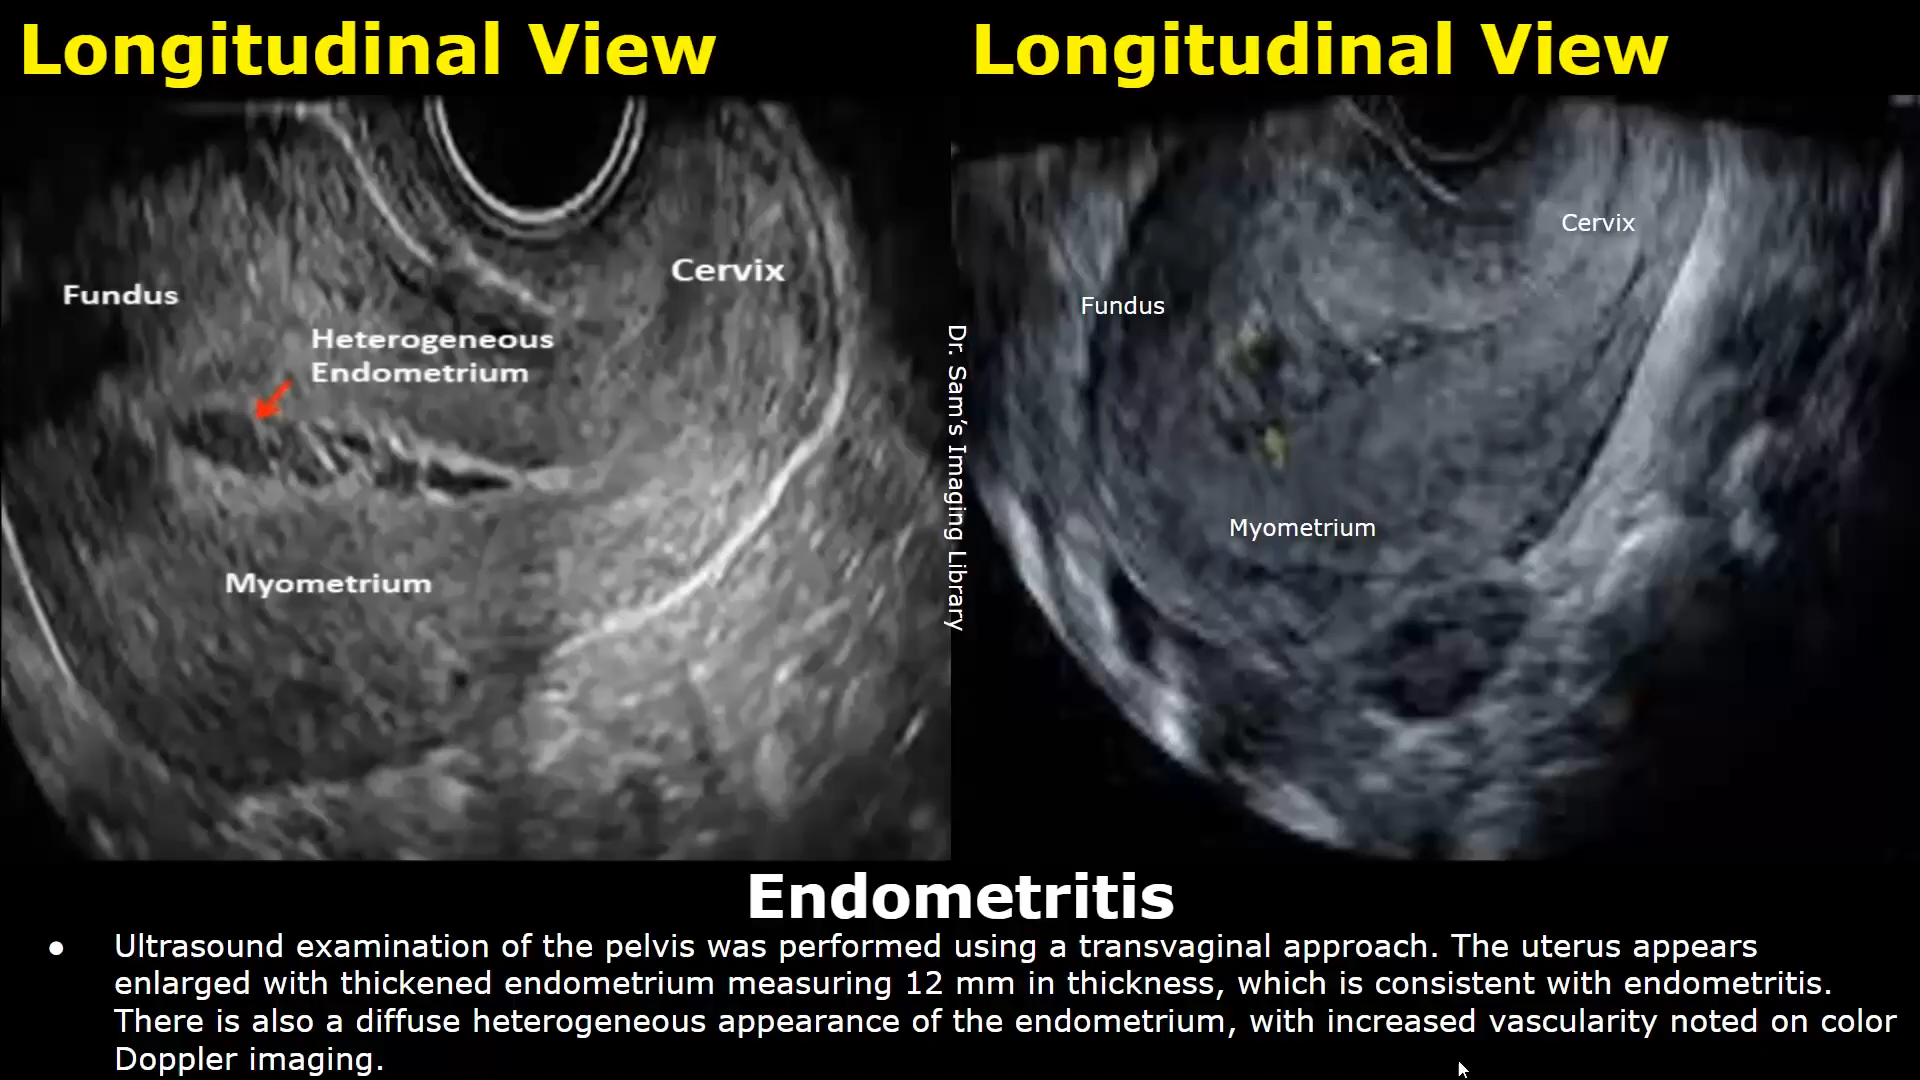 Longitudinal View
Longitudinal View
Fundus
Heterogeneous
Endometrium
Cervix
Myometrium
Dr. Sam's Imaging Library
Cervix
Fundus
Myometrium
Endometritis
● Ultrasound examination of the pelvis was performed using a transvaginal approach. The uterus appears
enlarged with thickened endometrium measuring 12 mm in thickness, which is consistent with endometritis.
There is also a diffuse heterogeneous appearance of the endometrium, with increased vascularity noted on color
Doppler imaging.